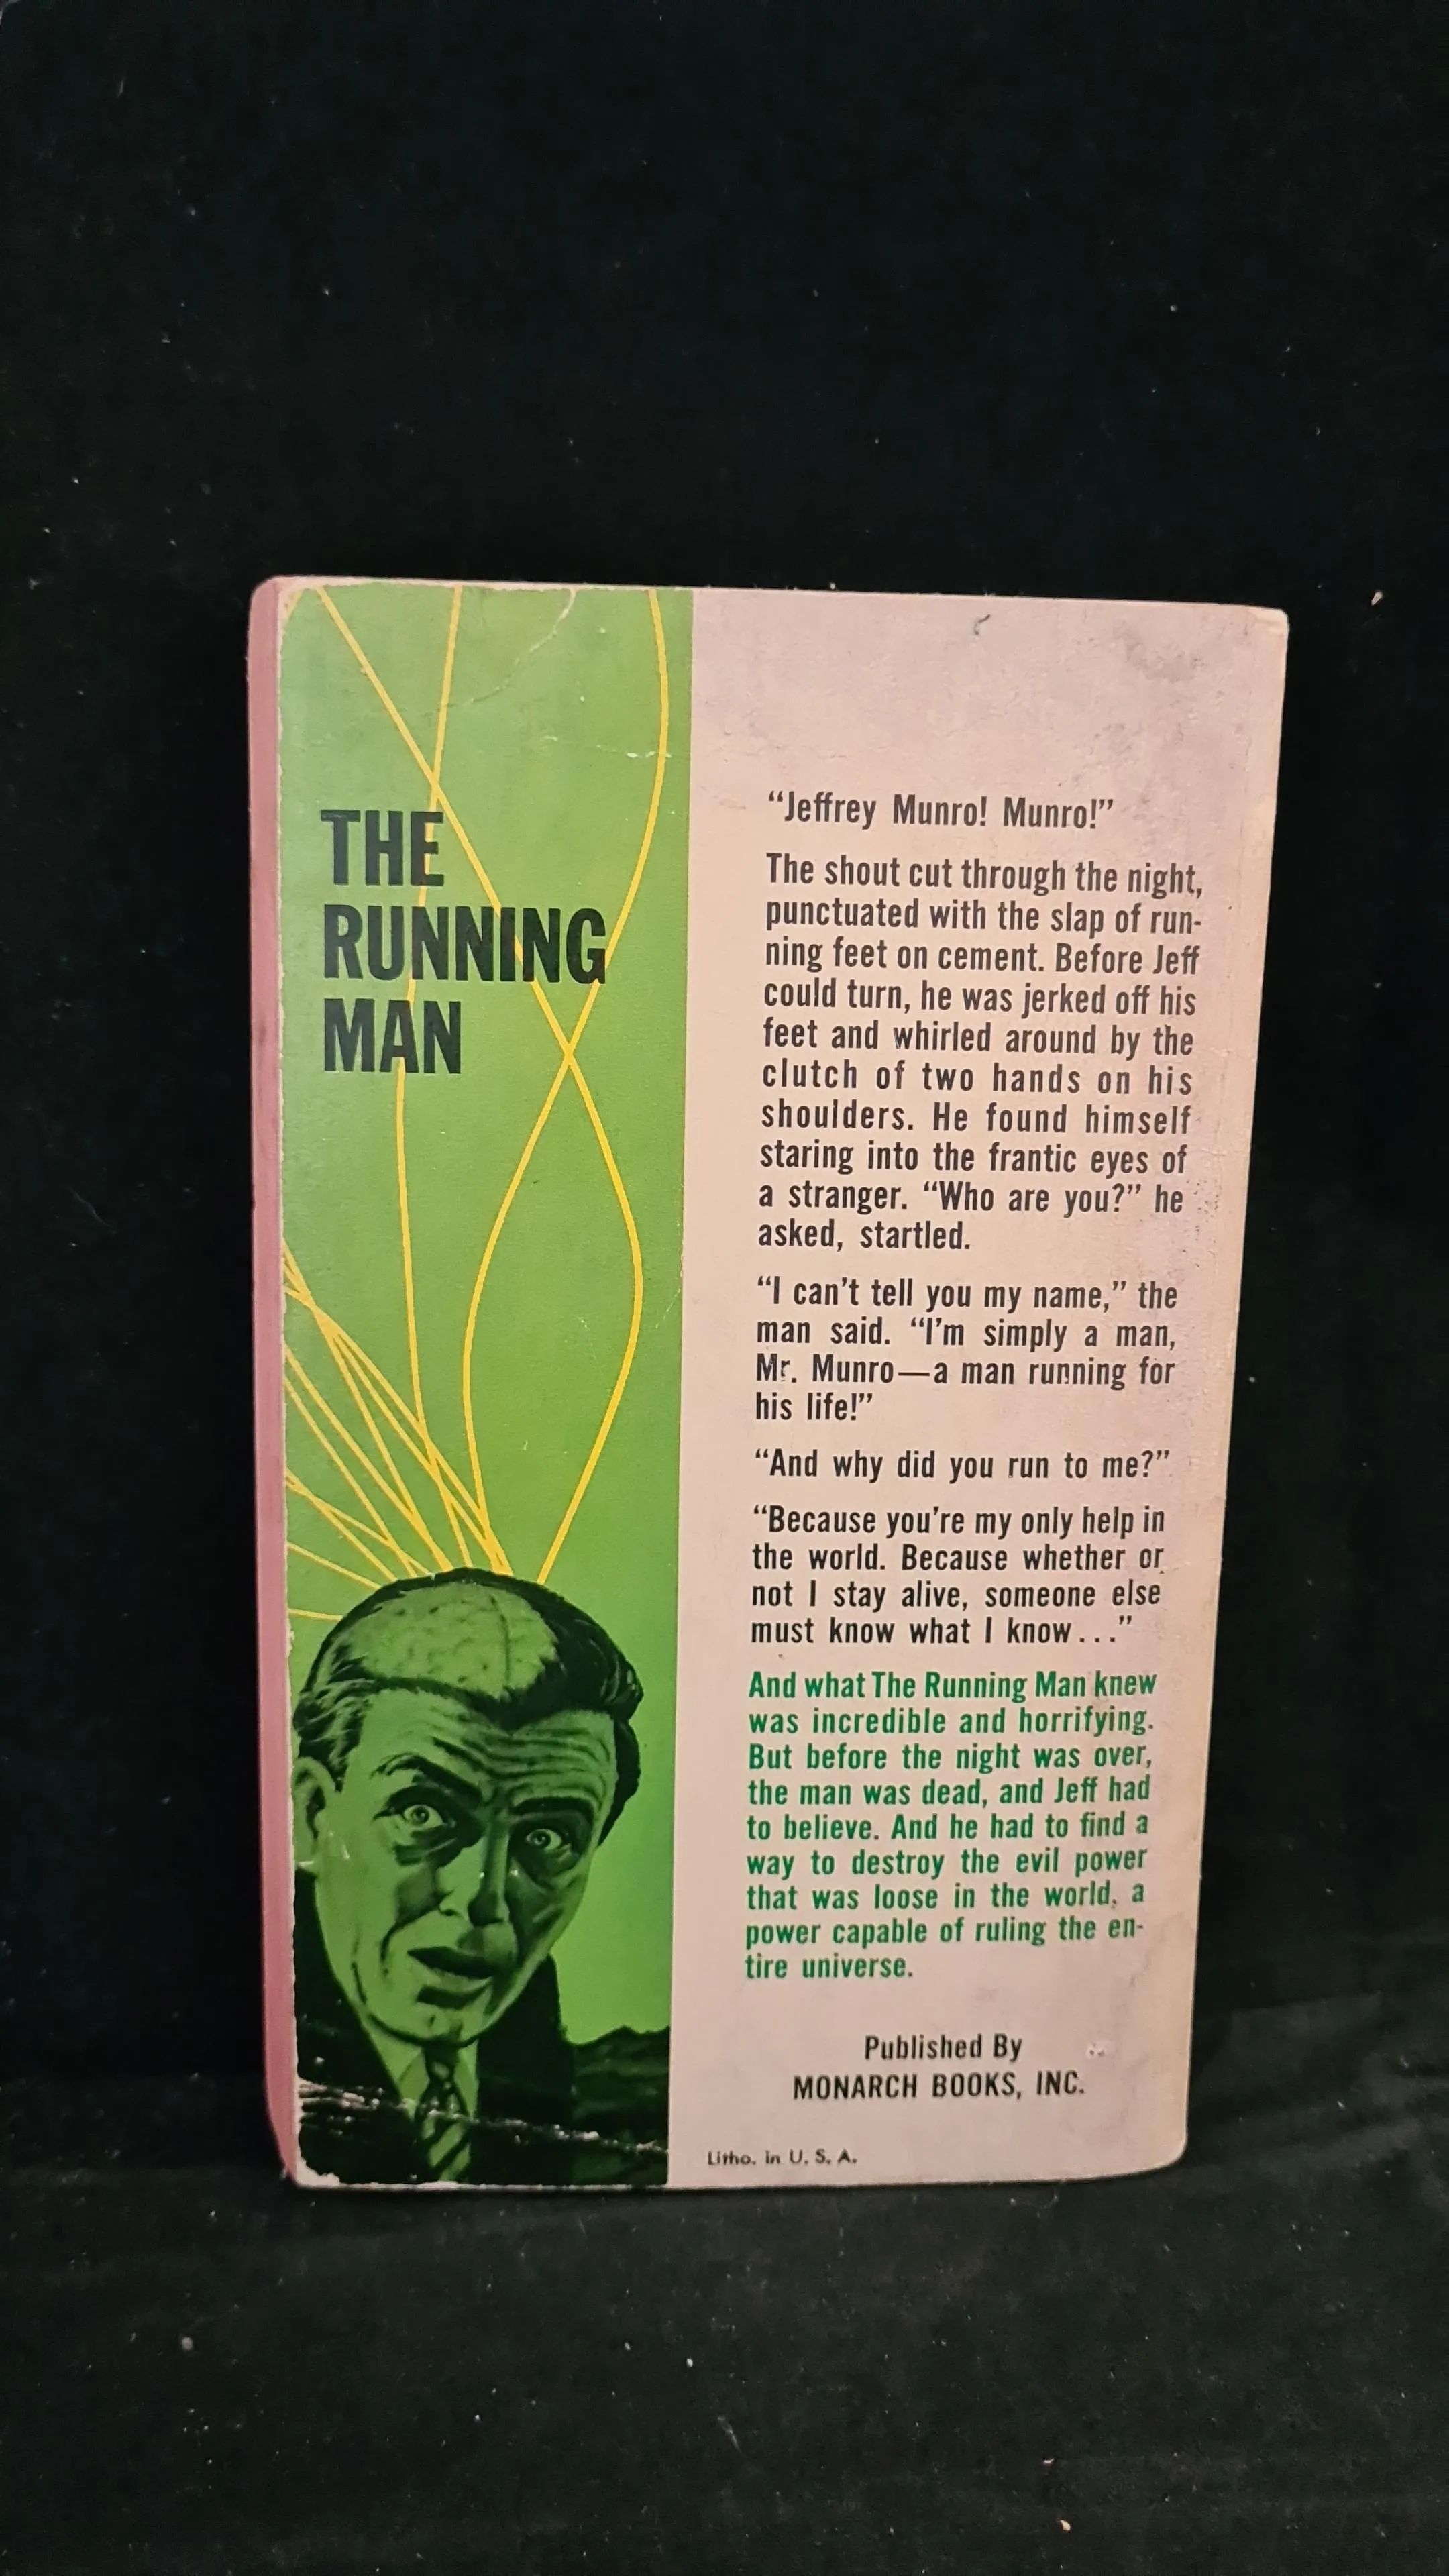 THE
RUNNING
MAN
“Jeffrey Munro! Munro!”
The shout cut through the night,
punctuated with the slap of run-
ning feet on cement. Before Jeff
could turn, he was jerked off his
feet and whirled around by the
clutch of two hands on his
shoulders. He found himself
staring into the frantic eyes of
a stranger. “Who are you?” he
asked, startled.
“I can’t tell you my name,” the
man said. “I’m simply a man,
Mr. Munro—a man running for
his life!”
“And why did you run to me?”
“Because you’re my only help in
the world. Because whether or
not I stay alive, someone else
must know what I know...”
And what The Running Man knew
was incredible and horrifying.
But before the night was over,
the man was dead, and Jeff had
to believe. And he had to find a
way to destroy the evil power
that was loose in the world, a
power capable of ruling the en-
tire universe.
Published By
MONARCH BOOKS, INC.
Litho. in U. S. A.